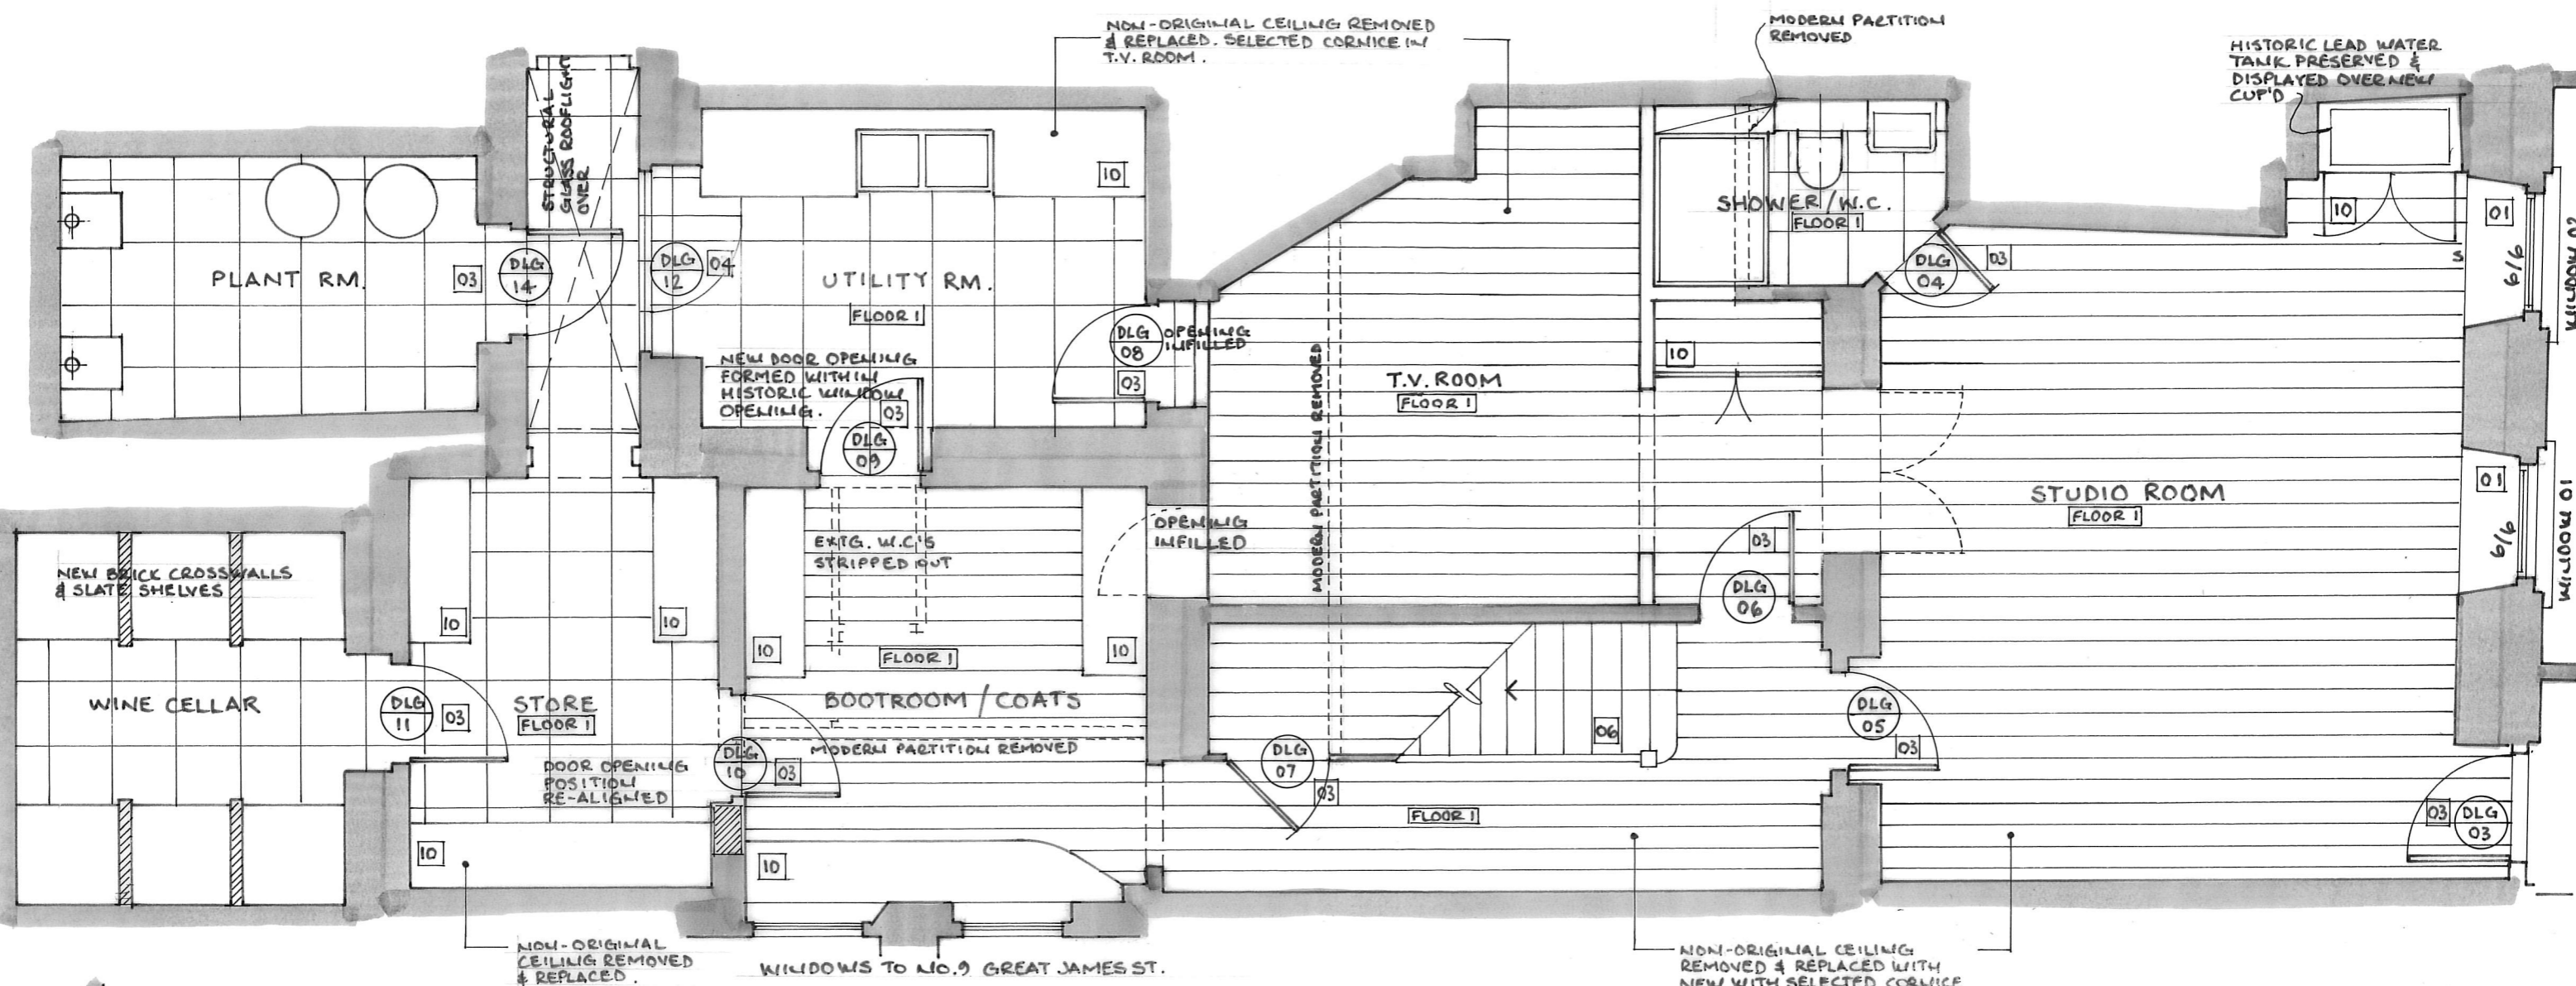 NON-ORIGINAL CEILING REMOVED
& REPLACED. SELECTED CORNICE IN
T.V. ROOM.
MODERN PARTITION
REMOVED
HISTORIC LEAD WATER
TANK PRESERVED &
DISPLAYED OVER NEW
CUP'D
STRUCTURAL
GLASS ROOFLIGHT
OVER
PLANT RM.
03
DLG
14
DLG
12
04
10
UTILITY RM.
FLOOR 1
NEW DOOR OPENING
FORMED WITHIN
HISTORIC WINDOW
OPENING.
03
DLG
09
DLG
08
03
OPENING
INFILLED
MODERN PARTITION REMOVED
T.V. ROOM
FLOOR 1
SHOWER/W.C.
FLOOR 1
10
DLG
04
03
10
01
6/6
WINDOW 02
S
STUDIO ROOM
FLOOR 1
01
6/6
WINDOW 01
03
DLG
06
OPENING
INFILLED
EXTG. W.C'S
STRIPPED OUT
NEW BRICK CROSSWALLS
& SLATE SHELVES
10
10
10
FLOOR 1
10
WINE CELLAR
DLG
11
03
STORE
FLOOR 1
BOOTROOM / COATS
MODERN PARTITION REMOVED
DLG
10
03
DOOR OPENING
POSITION
RE-ALIGNED
10
10
DLG
07
03
06
FLOOR 1
DLG
05
03
03
DLG
03
NON-ORIGINAL
CEILING REMOVED
& REPLACED.
WINDOWS TO NO.9 GREAT JAMES ST.
NON-ORIGINAL CEILING
REMOVED & REPLACED WITH
NEW WITH SELECTED CORNICE